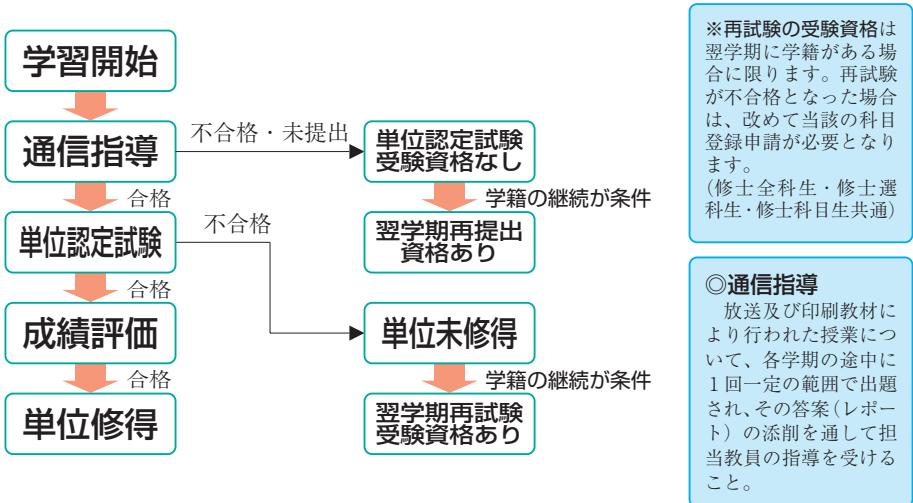 学習開始
通信指導
不合格・未提出
単位認定試験
受験資格なし
合格
学籍の継続が条件
単位認定試験
不合格
翌学期再提出
資格あり
合格
成績評価
単位未修得
合格
学籍の継続が条件
単位修得
翌学期再試験
受験資格あり
※再試験の受験資格は
翌学期に学籍がある場
合に限ります。再試験
が不合格となった場合
は、改めて当該の科目
登録申請が必要となり
ます。
(修士全科生・修士選
科生・修士科目生共通)
◎通信指導
放送及び印刷教材に
より行われた授業につ
いて、各学期の途中に
1回一定の範囲で出題
され、その答案(レポー
ト)の添削を通して担
当教員の指導を受ける
こと。